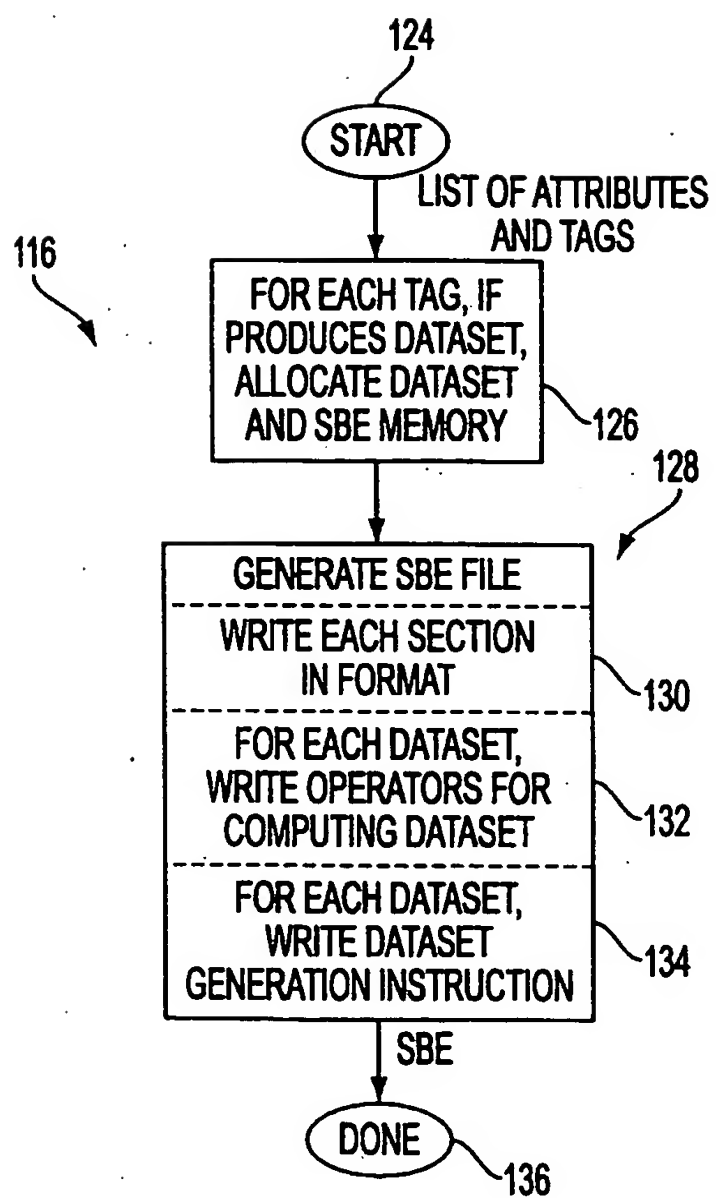 124
START
LIST OF ATTRIBUTES
AND TAGS
116
FOR EACH TAG, IF
PRODUCES DATASET,
ALLOCATE DATASET
AND SBE MEMORY
126
128
GENERATE SBE FILE
WRITE EACH SECTION
IN FORMAT
130
FOR EACH DATASET,
WRITE OPERATORS FOR
COMPUTING DATASET
132
FOR EACH DATASET,
WRITE DATASET
GENERATION INSTRUCTION
134
SBE
DONE
136